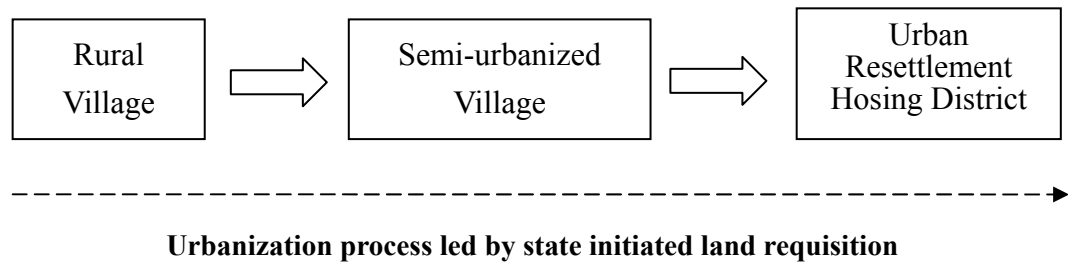 Rural
Village
Semi-urbanized
Village
Urban
Resettlement
Hosing District
Urbanization process led by state initiated land requisition